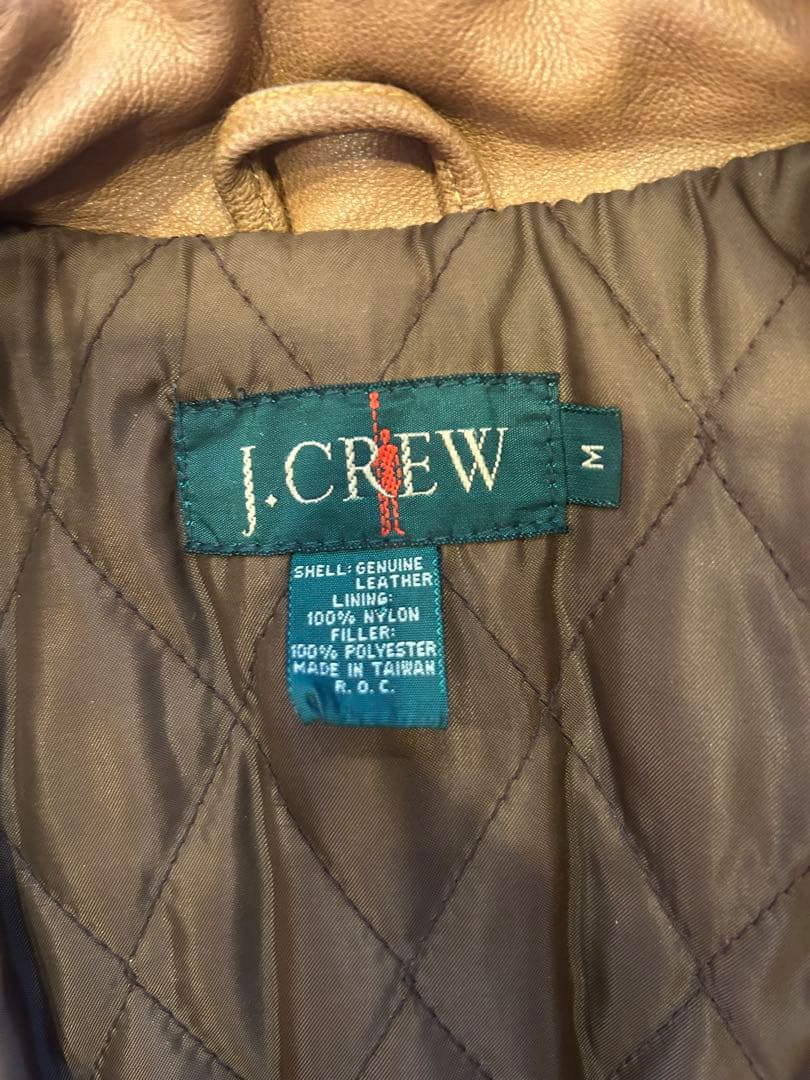 J.CREW
M
SHELL: GENUINE
LEATHER
LINING:
100% NYLON
FILLER:
100% POLYESTER
MADE IN TAIWAN
R. O. C.